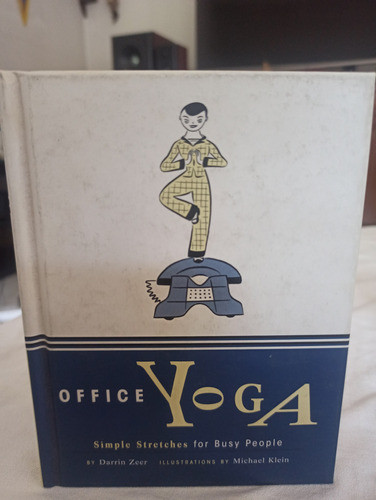 OFFICE YOGA
Simple Stretches for Busy People
BY Darrin Zeer ILLUSTRATIONS BY Michael Klein